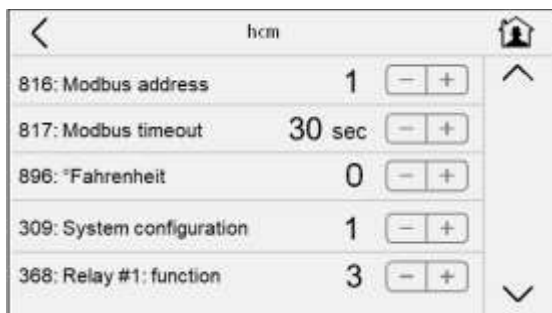 hcm
816: Modbus address 1 - +
817: Modbus timeout 30 sec - +
896: °Fahrenheit 0 - +
309: System configuration 1 - +
368: Relay #1: function 3 - +